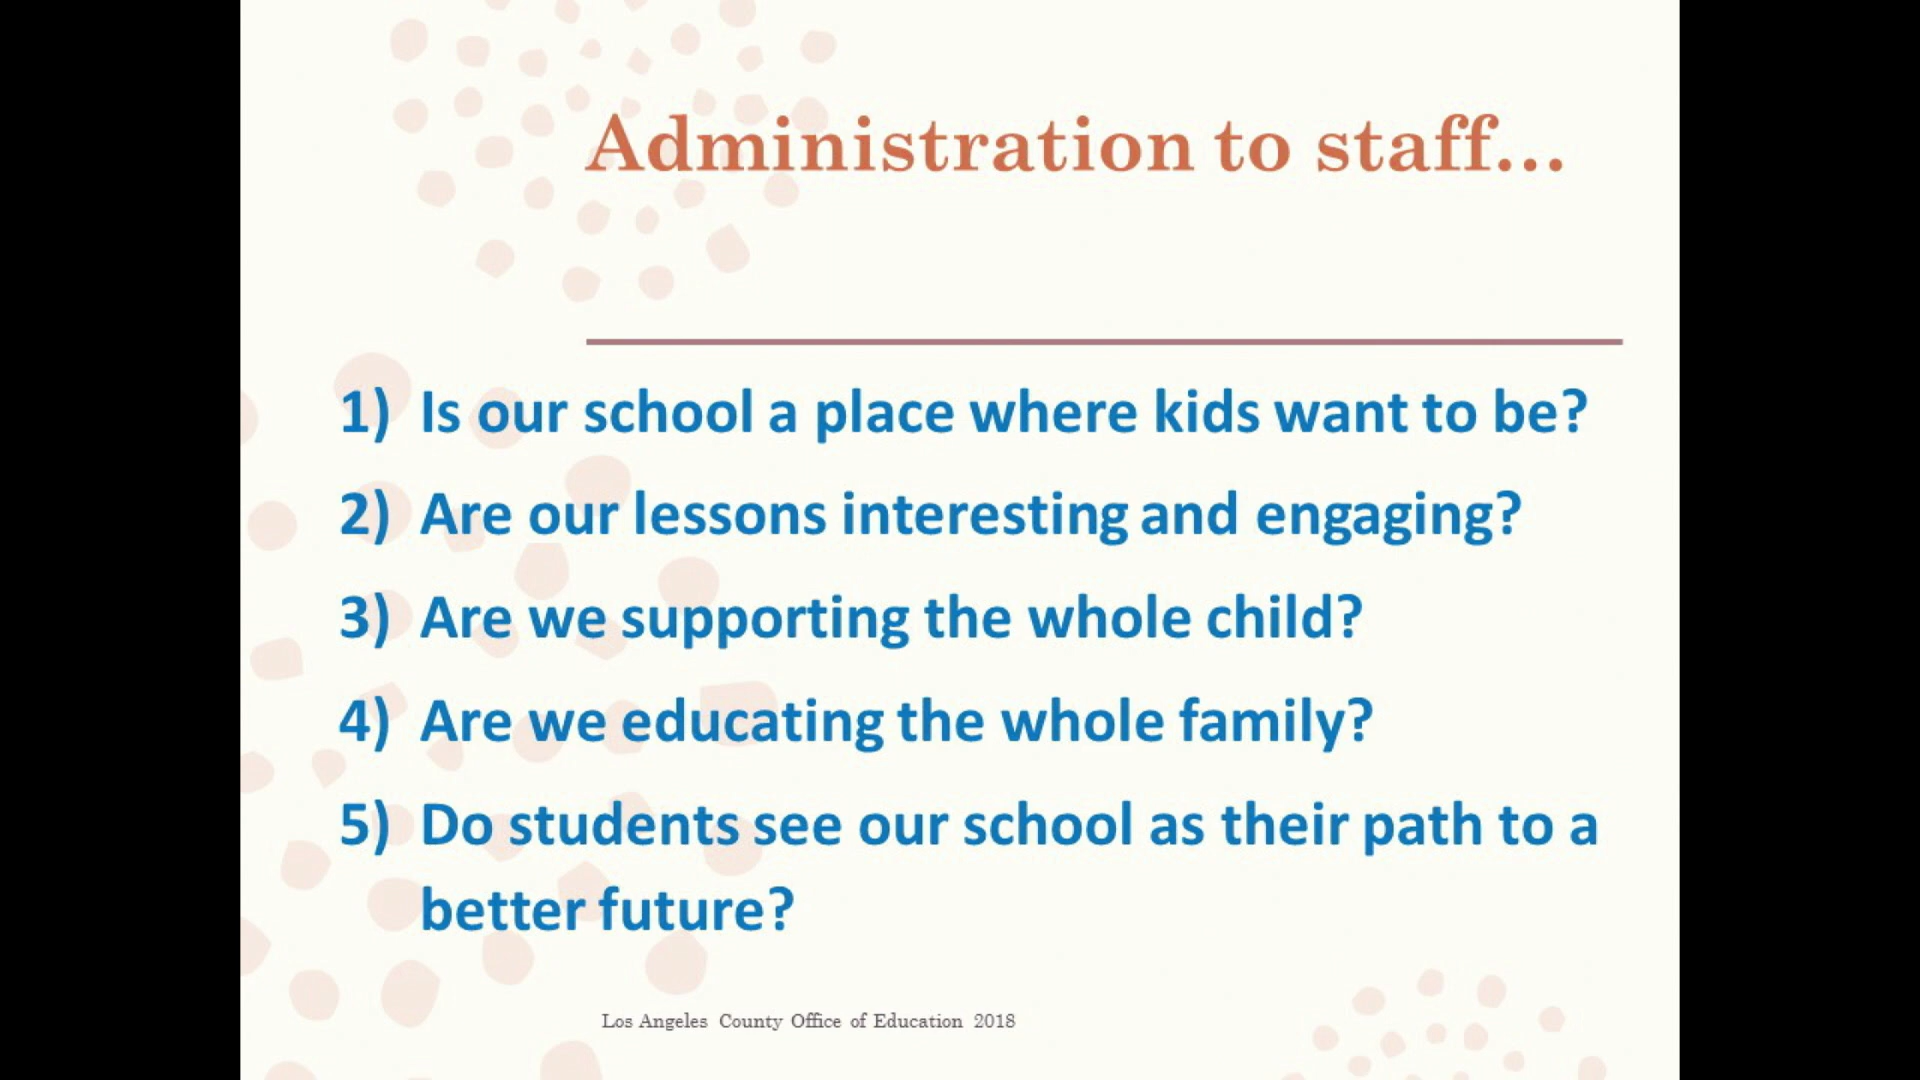 Administration to staff...
1) Is our school a place where kids want to be?
2) Are our lessons interesting and engaging?
3) Are we supporting the whole child?
4) Are we educating the whole family?
5) Do students see our school as their path to a
better future?
Los Angeles County Office of Education 2018